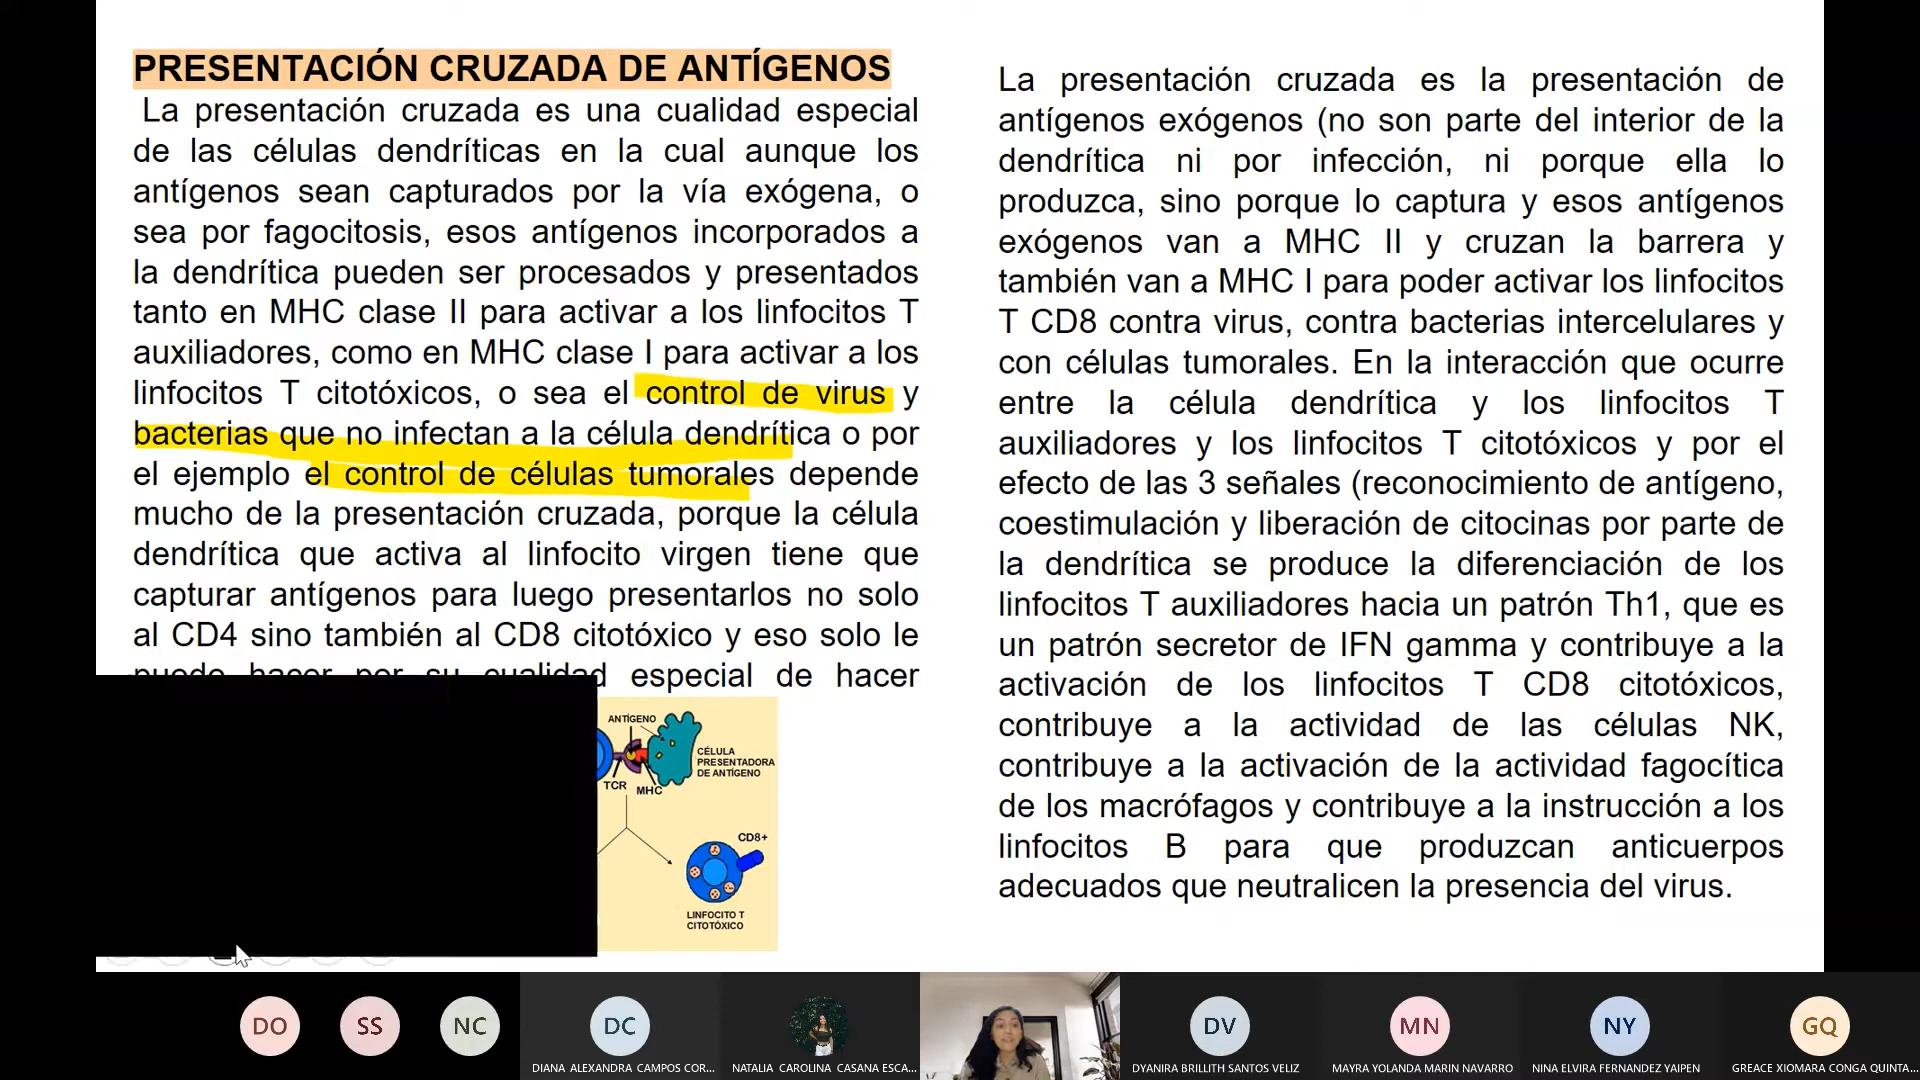 PRESENTACIÓN CRUZADA DE ANTÍGENOS
La presentación cruzada es una cualidad especial
de las células dendríticas en la cual aunque los
antígenos sean capturados por la vía exógena, o
sea por fagocitosis, esos antígenos incorporados a
la dendrítica pueden ser procesados y presentados
tanto en MHC clase II para activar a los linfocitos T
auxiliadores, como en MHC clase I para activar a los
linfocitos T citotóxicos, o sea el control de virus y
bacterias que no infectan a la célula dendrítica o por
el ejemplo el control de células tumorales depende
mucho de la presentación cruzada, porque la célula
dendrítica que activa al linfocito virgen tiene que
capturar antígenos para luego presentarlos no solo
al CD4 sino también al CD8 citotóxico y eso solo le
puede hacer por su cualidad especial de hacer
ANTÍGENO
CÉLULA
PRESENTADORA
DE ANTÍGENO
TCR
MHC
CD8+
LINFOCITO T
CITOTÓXICO
La presentación cruzada es la presentación de
antígenos exógenos (no son parte del interior de la
dendrítica ni por infección, ni porque ella lo
produzca, sino porque lo captura y esos antígenos
exógenos van a MHC II y cruzan la barrera y
también van a MHC I para poder activar los linfocitos
T CD8 contra virus, contra bacterias intercelulares y
con células tumorales. En la interacción que ocurre
entre la célula dendrítica y los linfocitos T
auxiliadores y los linfocitos T citotóxicos y por el
efecto de las 3 señales (reconocimiento de antígeno,
coestimulación y liberación de citocinas por parte de
la dendrítica se produce la diferenciación de los
linfocitos T auxiliadores hacia un patrón Th1, que es
un patrón secretor de IFN gamma y contribuye a la
activación de los linfocitos T CD8 citotóxicos,
contribuye a la actividad de las células NK,
contribuye a la activación de la actividad fagocítica
de los macrófagos y contribuye a la instrucción a los
linfocitos B para que produzcan anticuerpos
adecuados que neutralicen la presencia del virus.
DO
SS
NC
DC
DV
MN
NY
GQ
DIANA ALEXANDRA CAMPOS COR...
NATALIA CAROLINA CASANA ESCA...
DYANIRA BRILLITH SANTOS VELIZ
MAYRA YOLANDA MARIN NAVARRO
NINA ELVIRA FERNANDEZ YAIPEN
GREACE XIOMARA CONGA QUINTA...